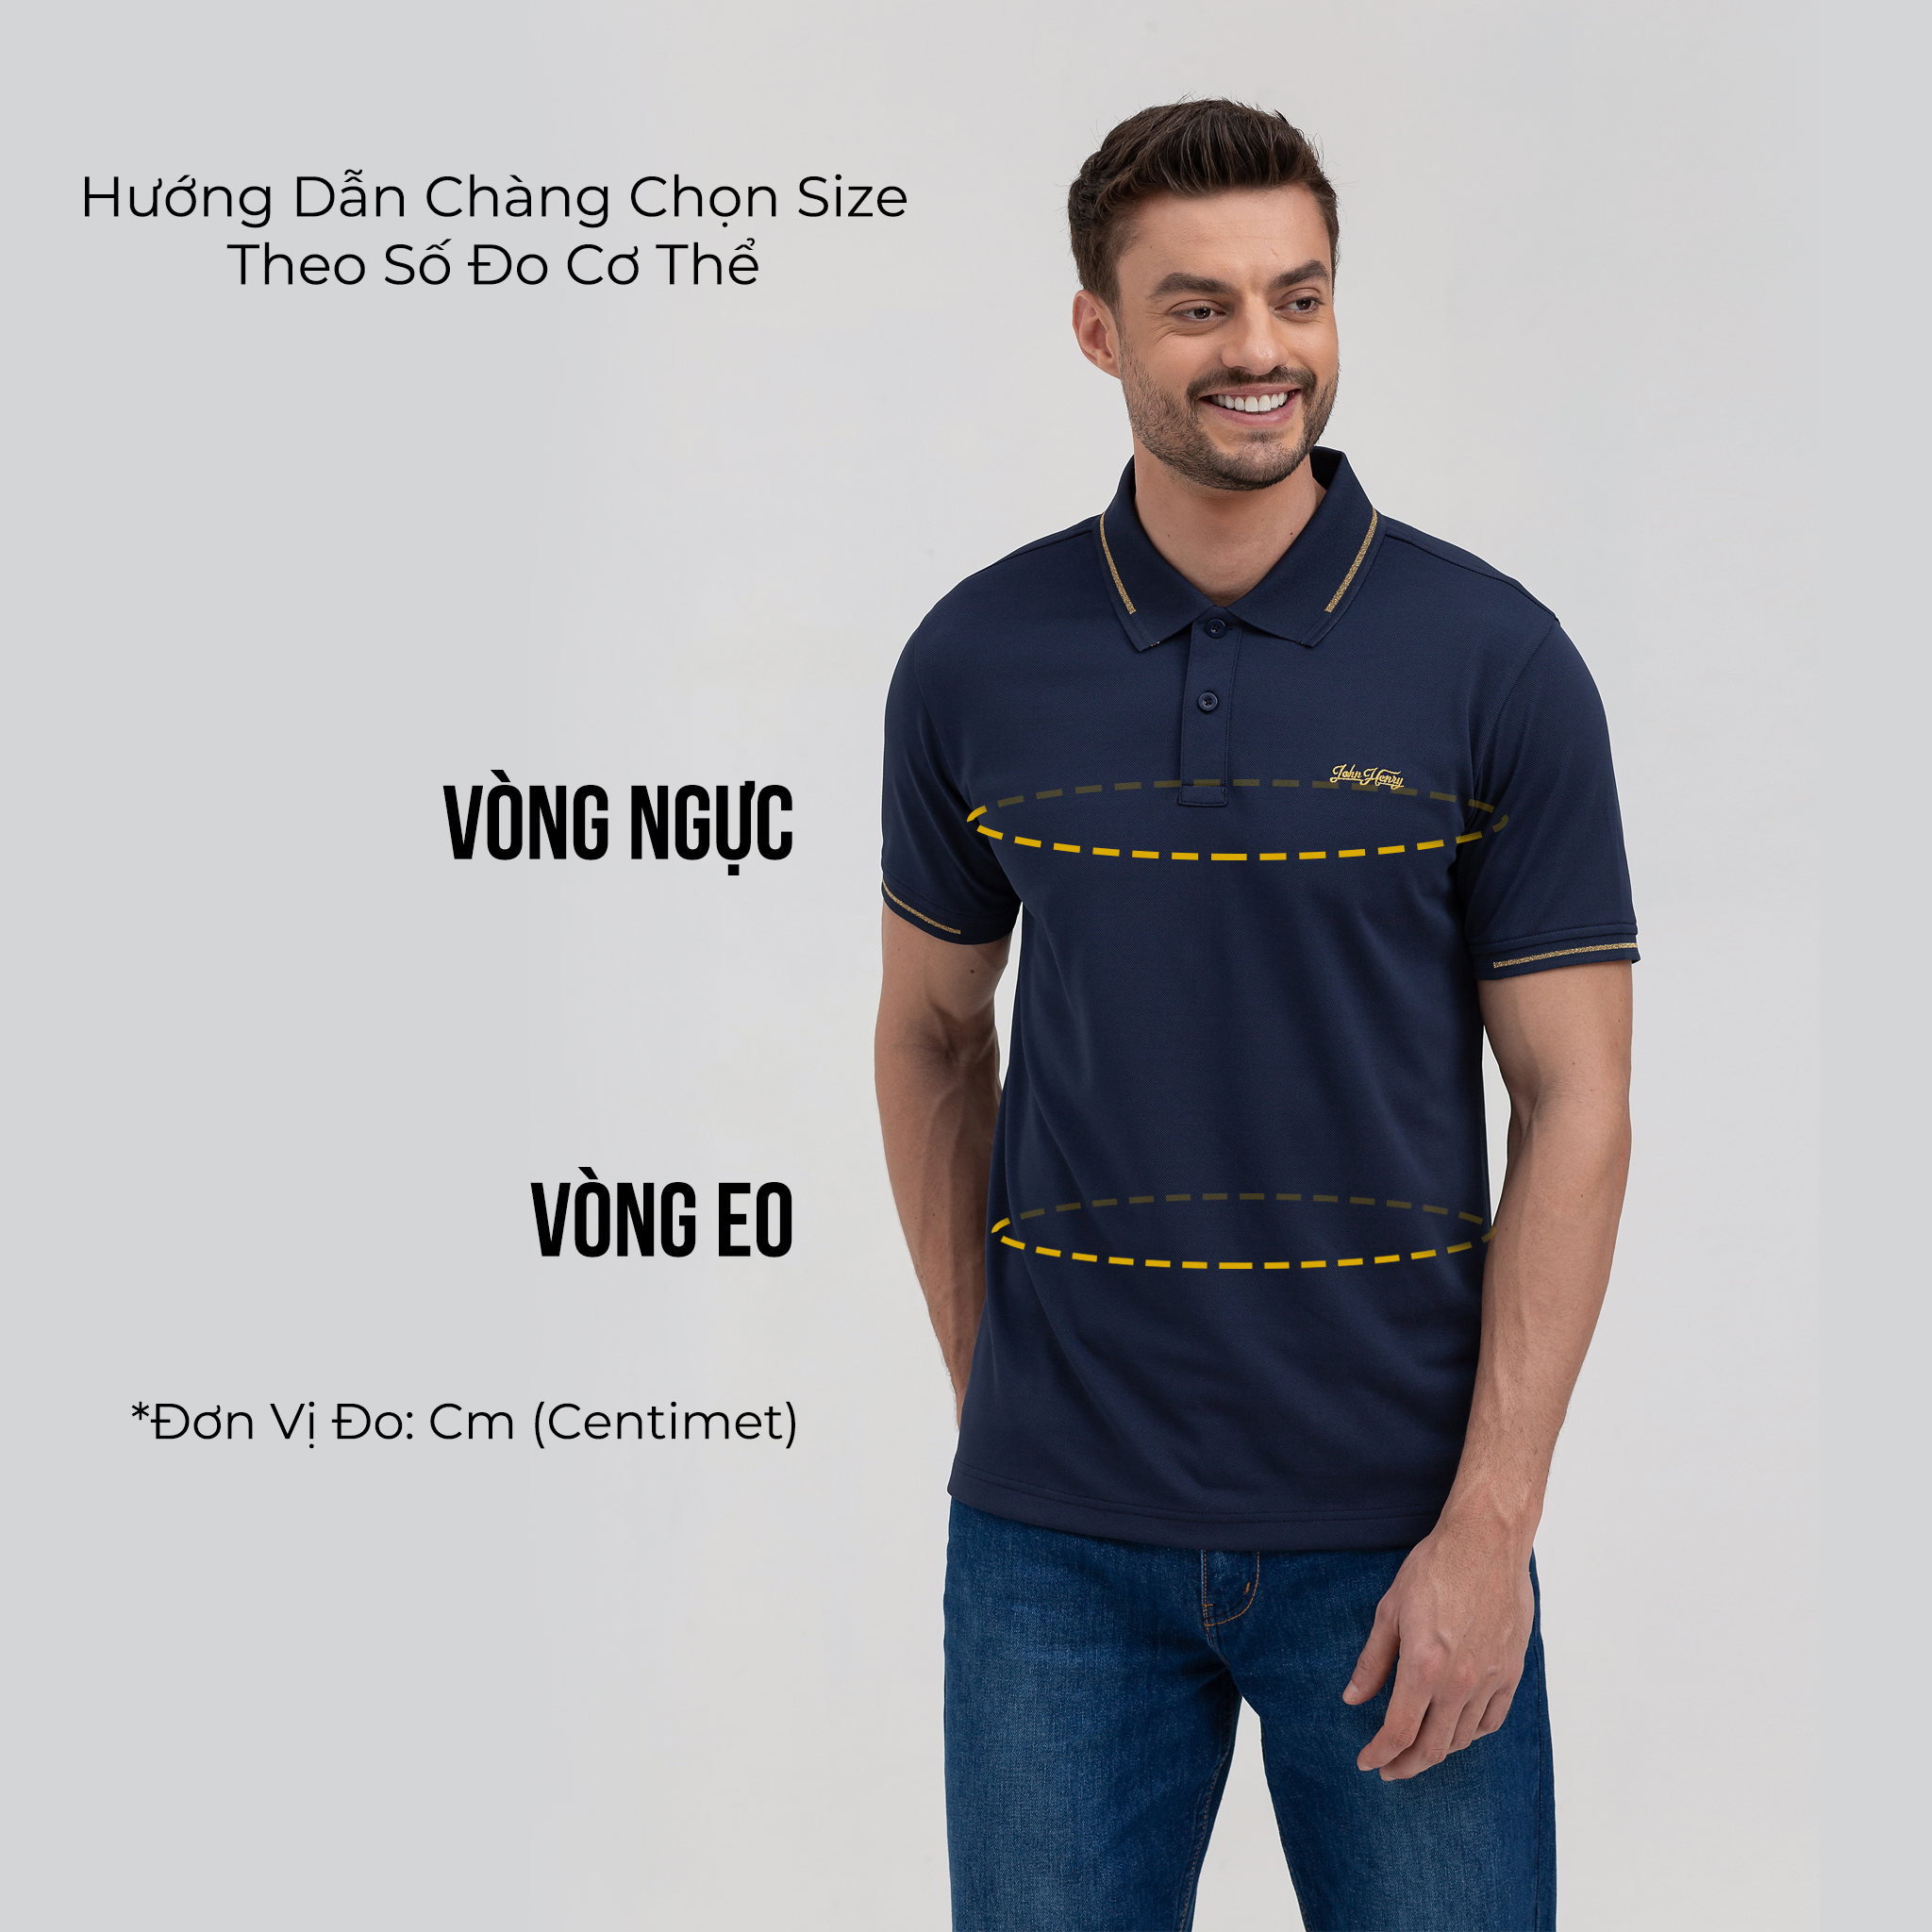 Hướng Dẫn Chàng Chọn Size
Theo Số Đo Cơ Thể
John Henry
VÒNG NGỰC
VÒNG EO
*Đơn Vị Đo: Cm (Centimet)